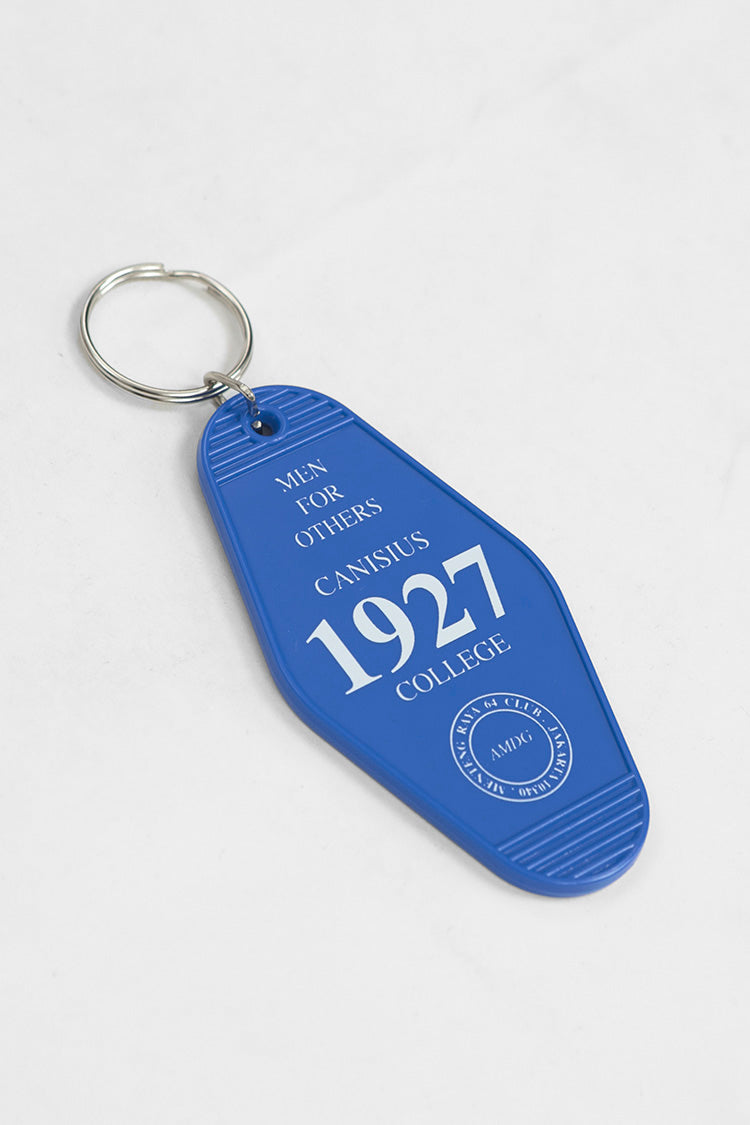 MEN
FOR
OTHERS
CANISIUS
1927
COLLEGE
MENTENG RAYA 64 CLUB . JAKARTA 10340 .
AMDG